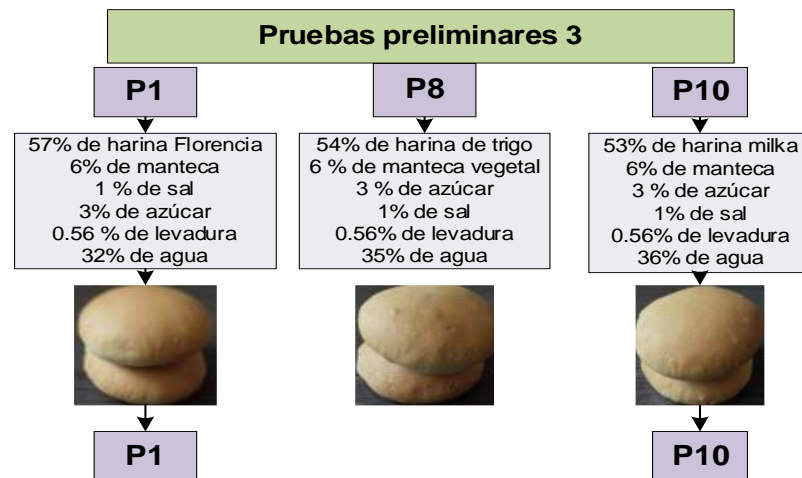 Pruebas preliminares 3
P1
57% de harina Florencia
6% de manteca
1 % de sal
3% de azúcar
0.56 % de levadura
32% de agua
P1
P8
54% de harina de trigo
6 % de manteca vegetal
3 % de azúcar
1% de sal
0.56% de levadura
35% de agua
P10
53% de harina milka
6% de manteca
3 % de azúcar
1% de sal
0.56% de levadura
36% de agua
P10